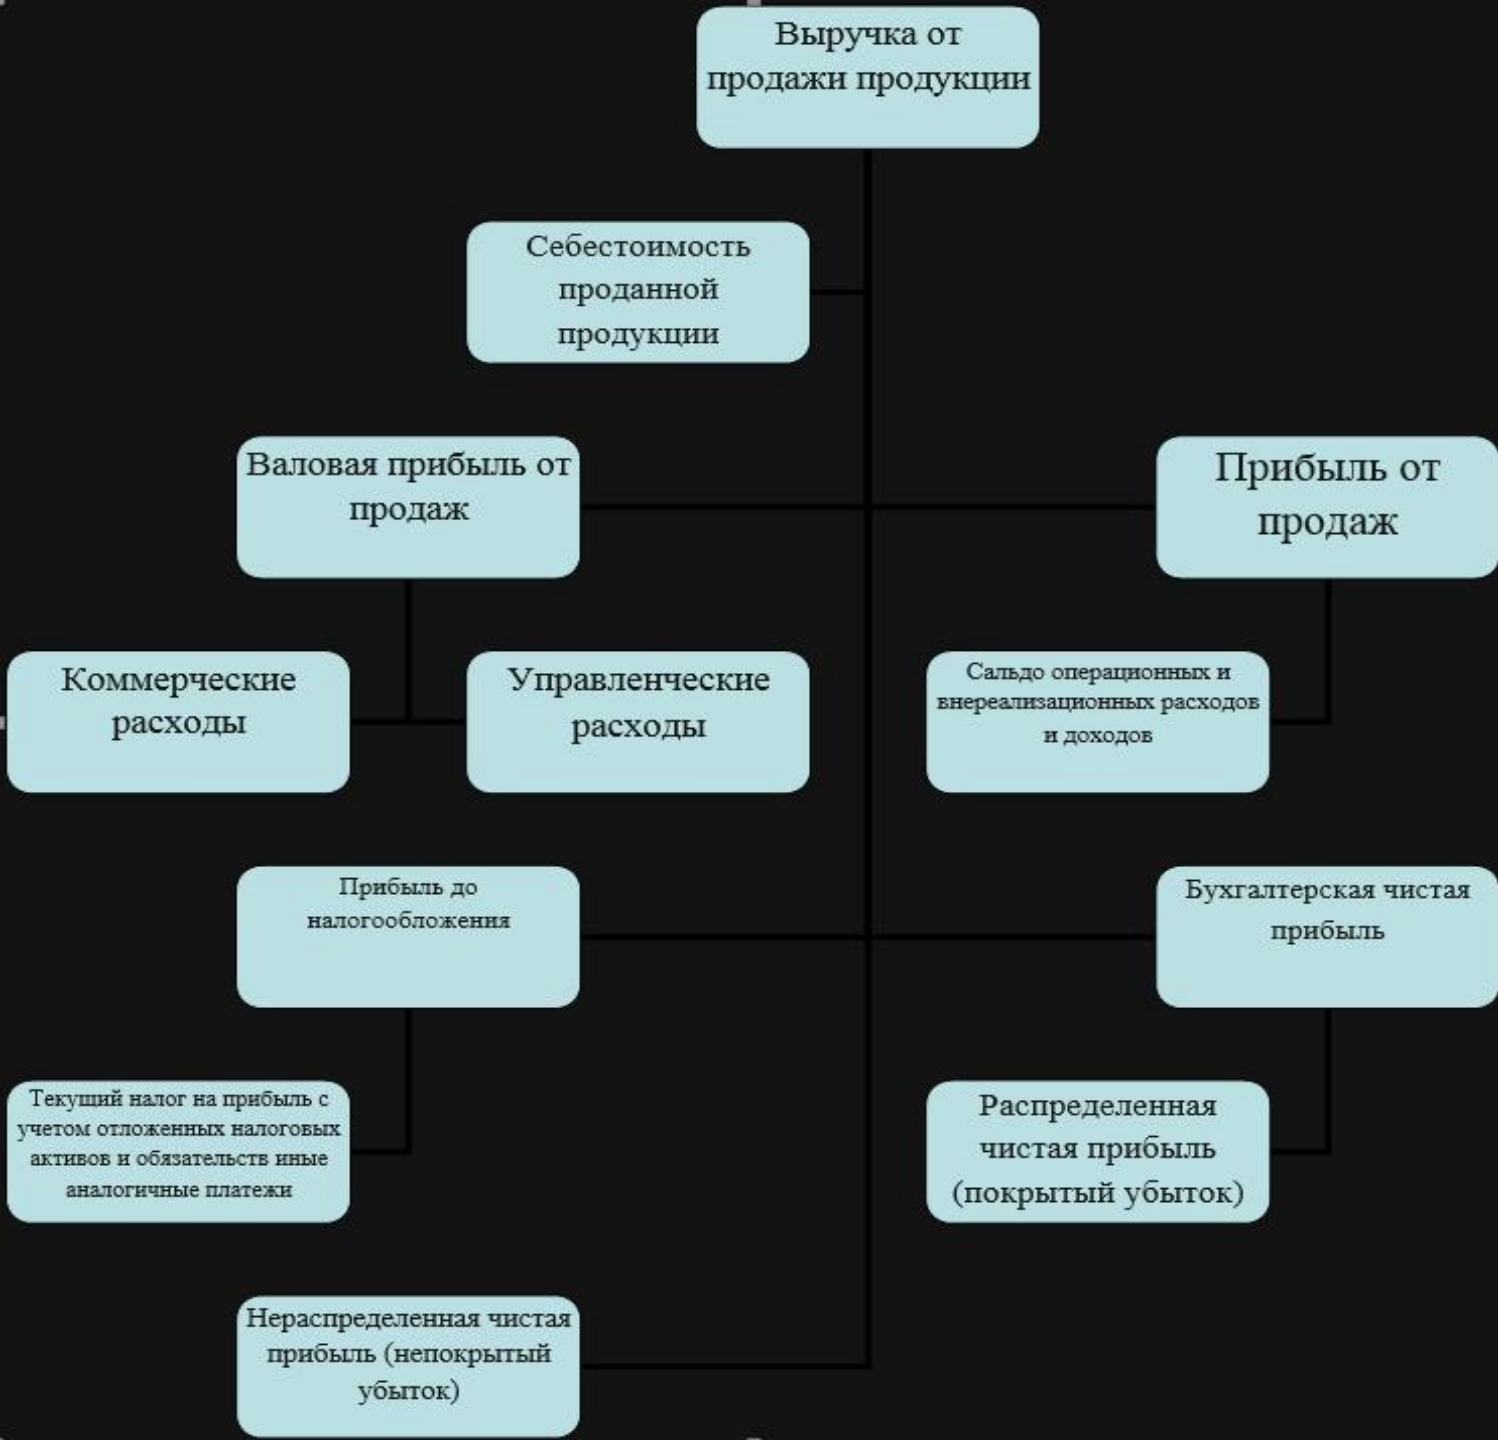 Выручка от
продажи продукции
Себестоимость
проданной
продукции
Валовая прибыль от
продаж
Прибыль от
продаж
Коммерческие
расходы
Управленческие
расходы
Сальдо операционных и
внереализационных расходов
и доходов
Прибыль до
налогообложения
Бухгалтерская чистая
прибыль
Текущий налог на прибыль с
учетом отложенных налоговых
активов и обязательств иные
аналогичные платежи
Распределенная
чистая прибыль
(покрытый убыток)
Нераспределенная чистая
прибыль (непокрытый
убыток)